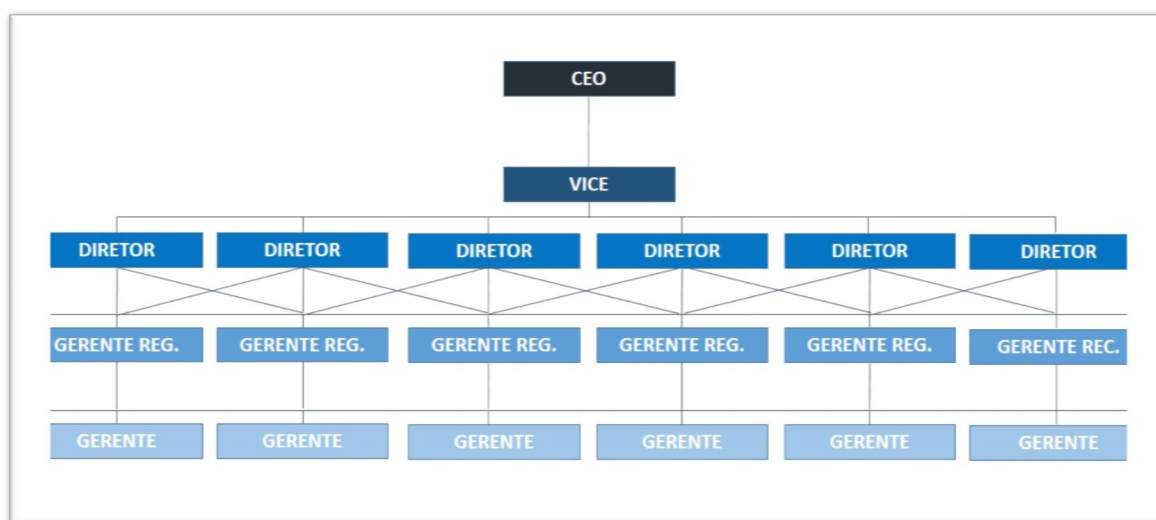 CEO
VICE
DIRETOR DIRETOR DIRETOR DIRETOR DIRETOR DIRETOR
GERENTE REG. GERENTE REG. GERENTE REG. GERENTE REG. GERENTE REG. GERENTE REC.
GERENTE GERENTE GERENTE GERENTE GERENTE GERENTE